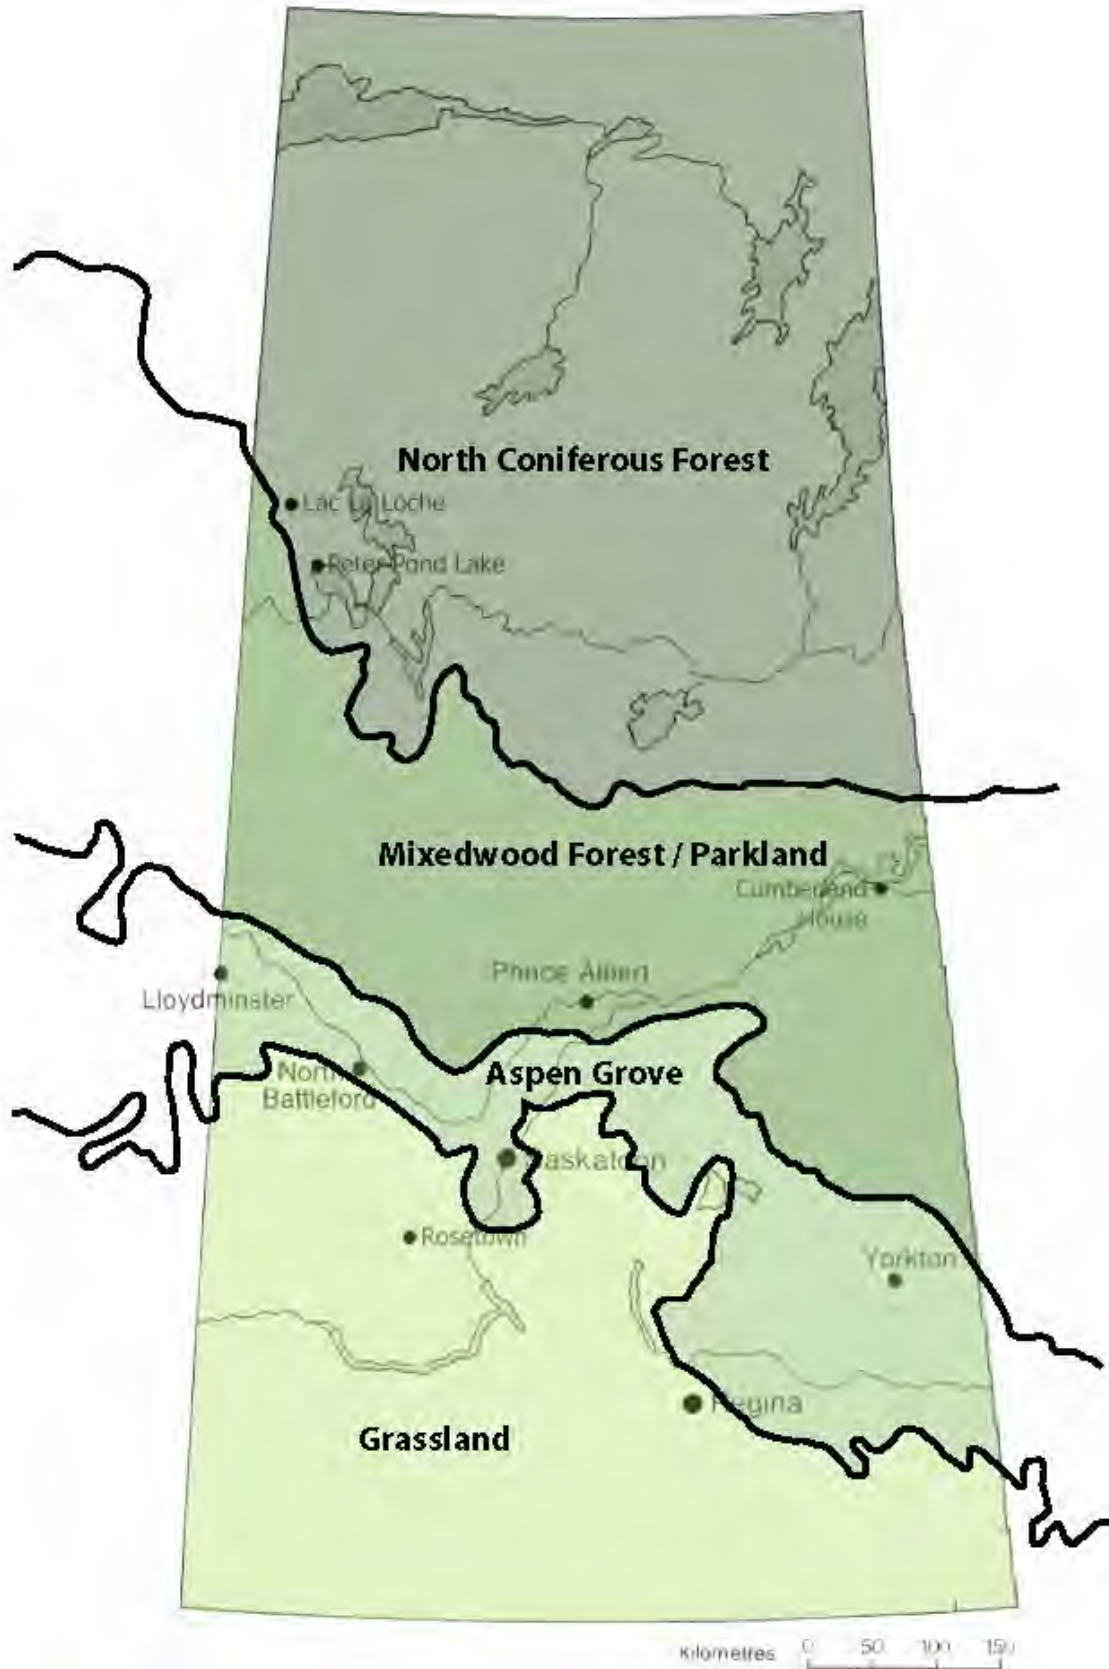 North Coniferous Forest
Lac La Loche
Peter Pond Lake
Mixedwood Forest / Parkland
Cumberland
House
Prince Albert
Lloydminster
Aspen Grove
North
Battleford
Saskatoon
Rosetown
Yorkton
Regina
Grassland
Kilometres 0 50 100 150